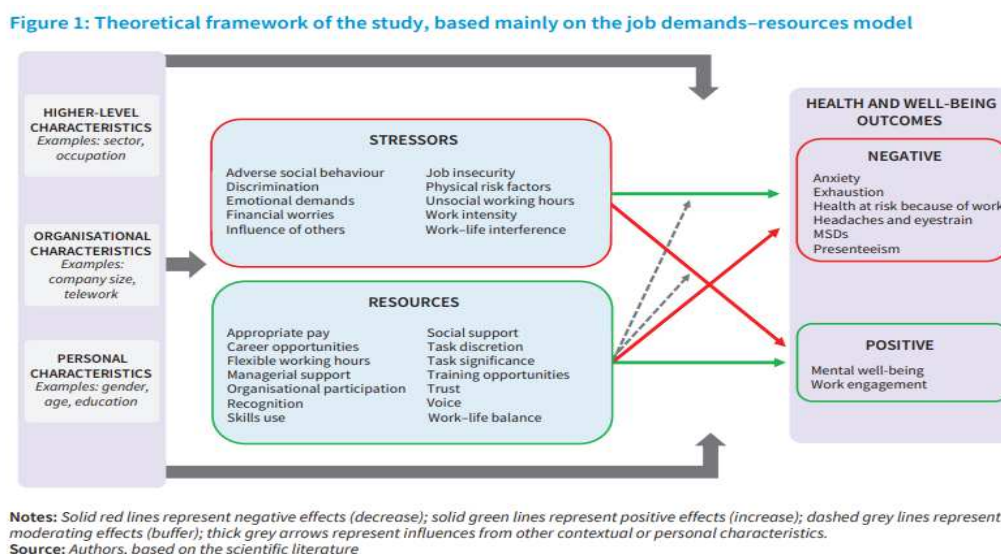 Figure 1: Theoretical framework of the study, based mainly on the job demands–resources model
HIGHER-LEVEL
CHARACTERISTICS
Examples: sector,
occupation
ORGANISATIONAL
CHARACTERISTICS
Examples:
company size,
telework
PERSONAL
CHARACTERISTICS
Examples: gender,
age, education
STRESSORS
Adverse social behaviour
Discrimination
Emotional demands
Financial worries
Influence of others
Job insecurity
Physical risk factors
Unsocial working hours
Work intensity
Work–life interference
RESOURCES
Appropriate pay
Career opportunities
Flexible working hours
Managerial support
Organisational participation
Recognition
Skills use
Social support
Task discretion
Task significance
Training opportunities
Trust
Voice
Work–life balance
HEALTH AND WELL-BEING
OUTCOMES
NEGATIVE
Anxiety
Exhaustion
Health at risk because of work
Headaches and eyestrain
MSDs
Presenteeism
POSITIVE
Mental well-being
Work engagement
Notes: Solid red lines represent negative effects (decrease); solid green lines represent positive effects (increase); dashed grey lines represent
moderating effects (buffer); thick grey arrows represent influences from other contextual or personal characteristics.
Source: Authors, based on the scientific literature